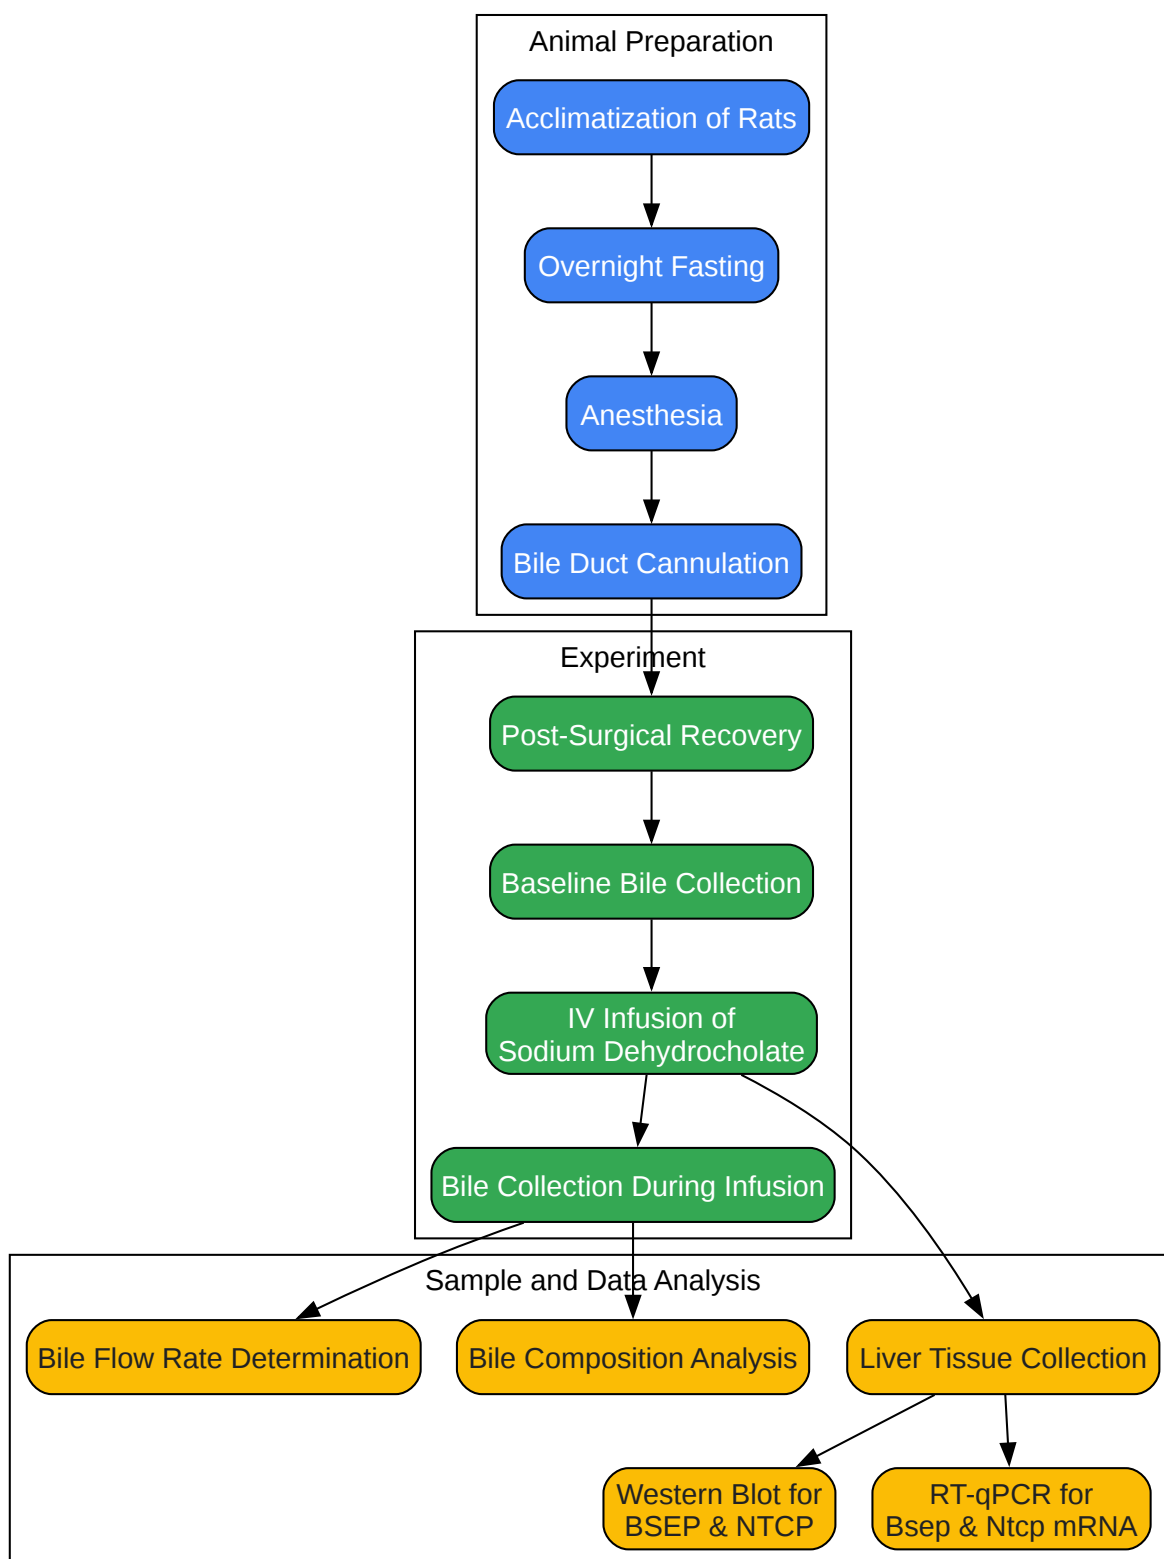 Animal Preparation
Acclimatization of Rats
Overnight Fasting
Anesthesia
Bile Duct Cannulation
Experiment
Post-Surgical Recovery
Baseline Bile Collection
IV Infusion of
Sodium Dehydrocholate
Bile Collection During Infusion
Sample and Data Analysis
Bile Flow Rate Determination
Bile Composition Analysis
Liver Tissue Collection
Western Blot for
BSEP & NTCP
RT-qPCR for
Bsep & Ntcp mRNA